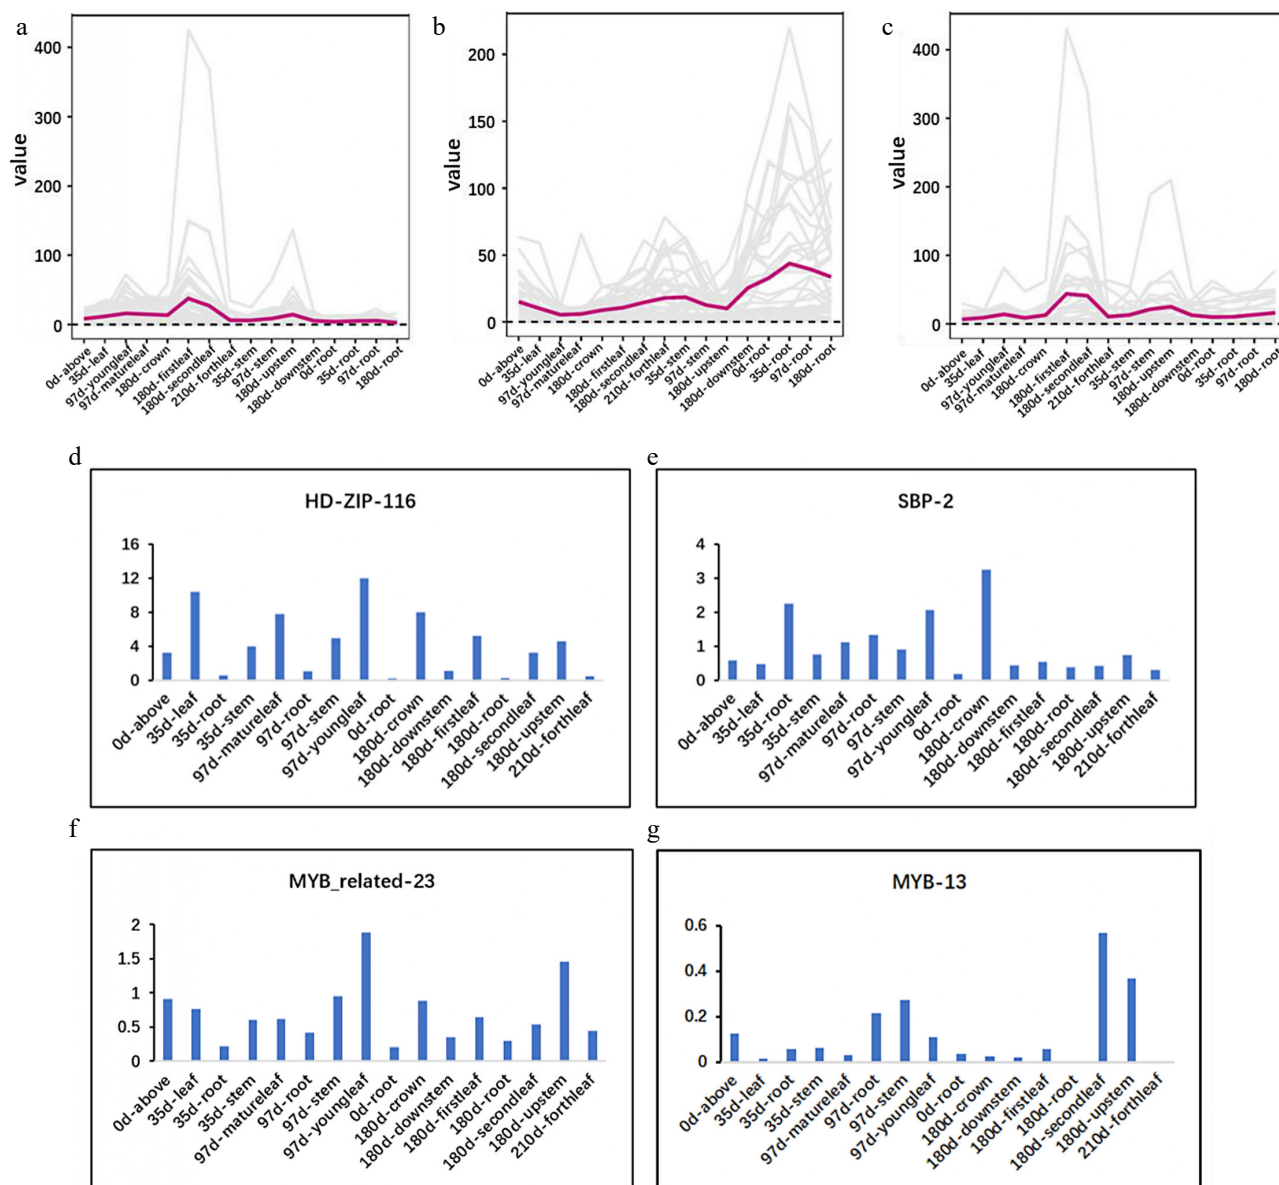 a
b
c
400
300
200
100
0
value
0d-above
35d-leaf
97d-youngleaf
97d-matureleaf
180d-crown
180d-firstleaf
180d-secondleaf
210d-forthleaf
35d-stem
97d-stem
180d-upstem
180d-downstem
0d-root
35d-root
97d-root
180d-root
200
150
100
50
0
value
0d-above
35d-leaf
97d-youngleaf
97d-matureleaf
180d-crown
180d-firstleaf
180d-secondleaf
210d-forthleaf
35d-stem
97d-stem
180d-upstem
180d-downstem
0d-root
35d-root
97d-root
180d-root
400
300
200
100
0
value
0d-above
35d-leaf
97d-youngleaf
97d-matureleaf
180d-crown
180d-firstleaf
180d-secondleaf
210d-forthleaf
35d-stem
97d-stem
180d-upstem
180d-downstem
0d-root
35d-root
97d-root
180d-root
d
HD-ZIP-116
16
12
8
4
0
0d-above
35d-leaf
35d-root
35d-stem
97d-matureleaf
97d-root
97d-stem
97d-youngleaf
0d-root
180d-crown
180d-downstem
180d-firstleaf
180d-root
180d-secondleaf
180d-upstem
210d-forthleaf
e
SBP-2
4
3
2
1
0
0d-above
35d-leaf
35d-root
35d-stem
97d-matureleaf
97d-root
97d-stem
97d-youngleaf
0d-root
180d-crown
180d-downstem
180d-firstleaf
180d-root
180d-secondleaf
180d-upstem
210d-forthleaf
f
MYB_related-23
2
1.5
1
0.5
0
0d-above
35d-leaf
35d-root
35d-stem
97d-matureleaf
97d-root
97d-stem
97d-youngleaf
0d-root
180d-crown
180d-downstem
180d-firstleaf
180d-root
180d-secondleaf
180d-upstem
210d-forthleaf
g
MYB-13
0.6
0.4
0.2
0
0d-above
35d-leaf
35d-root
35d-stem
97d-matureleaf
97d-root
97d-stem
97d-youngleaf
0d-root
180d-crown
180d-downstem
180d-firstleaf
180d-root
180d-secondleaf
180d-upstem
210d-forthleaf